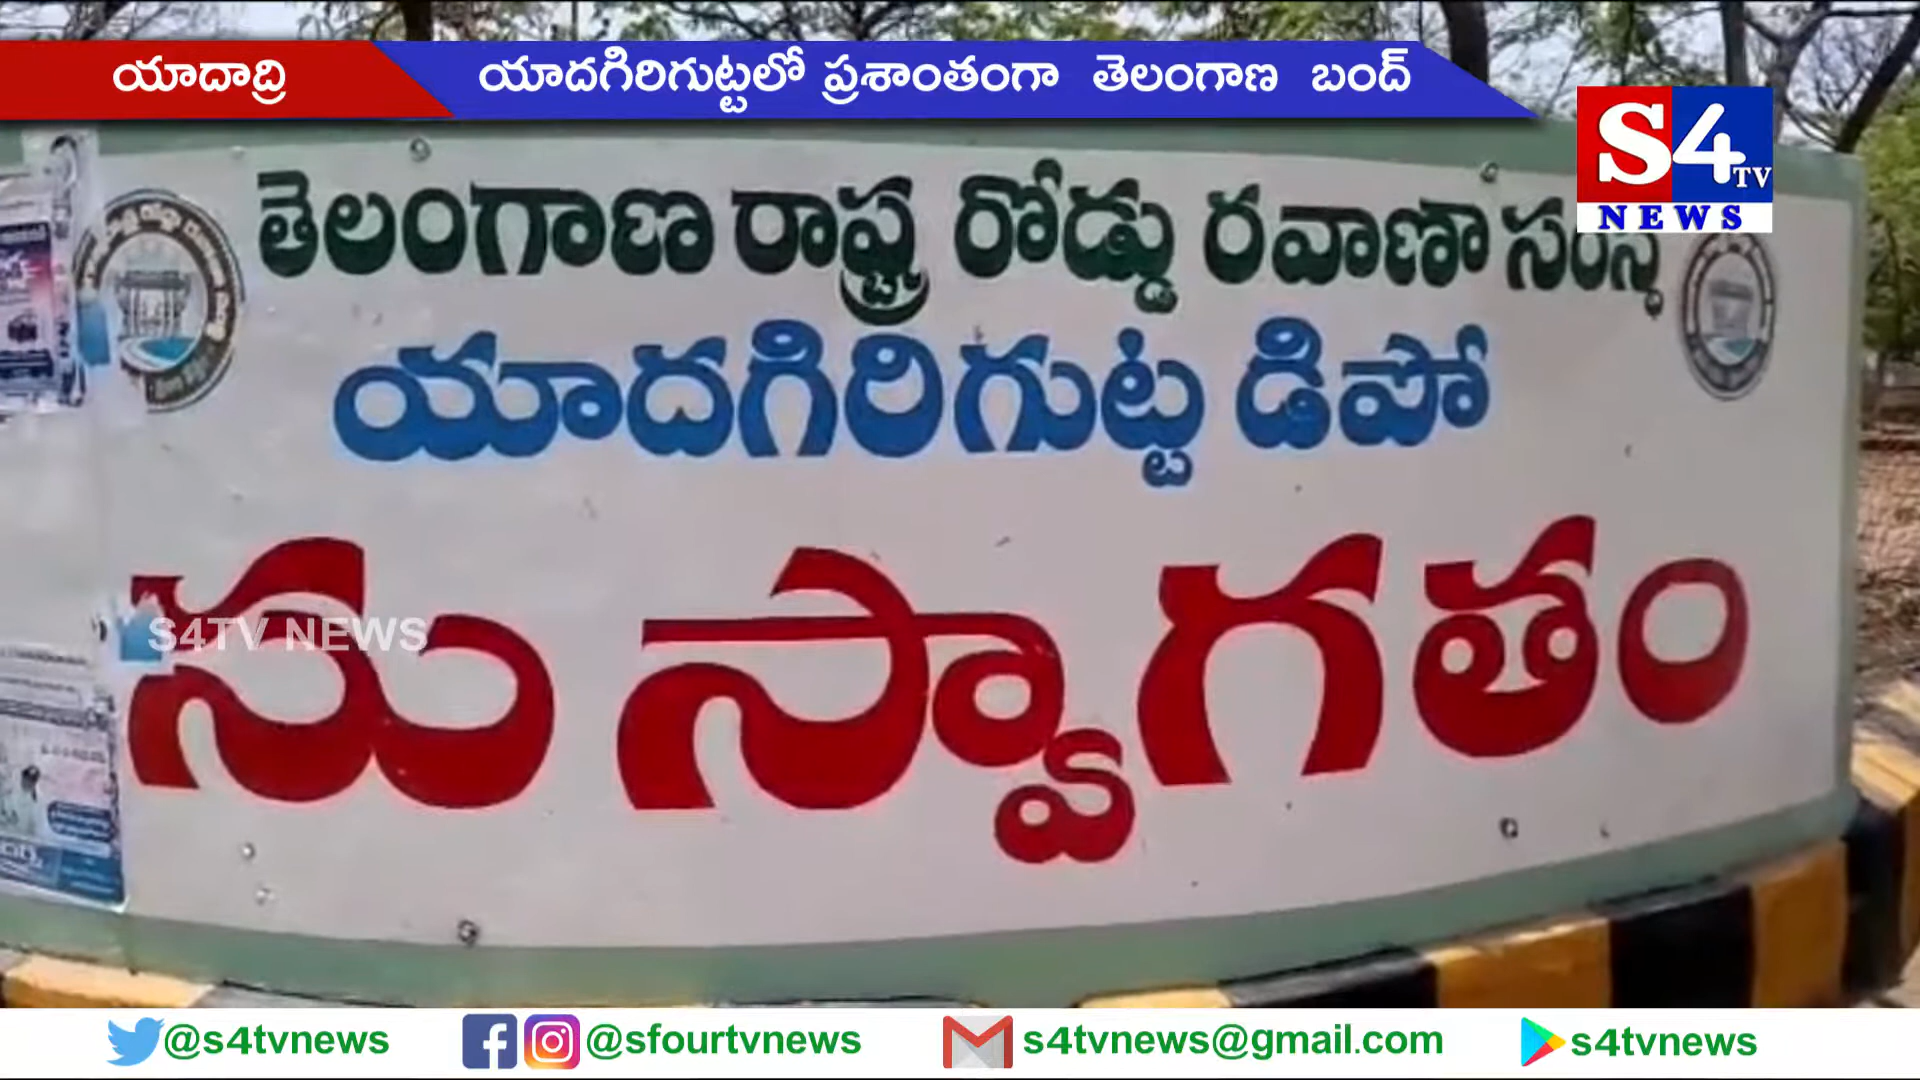 యాదాద్రి
యాదగిరిగుట్టలో ప్రశాంతంగా తెలంగాణ బంద్
S4 TV
NEWS
తెలంగాణ రాష్ట్ర రోడ్డు రవాణా సంస్థ
యాదగిరిగుట్ట డిపో
సు స్వాగతం
S4TV NEWS
@s4tvnews @sfourtvnews s4tvnews@gmail.com s4tvnews